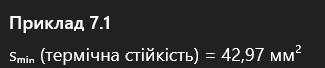 Приклад 7.1
sₘᵢₙ (термічна стійкість) = 42,97 мм²